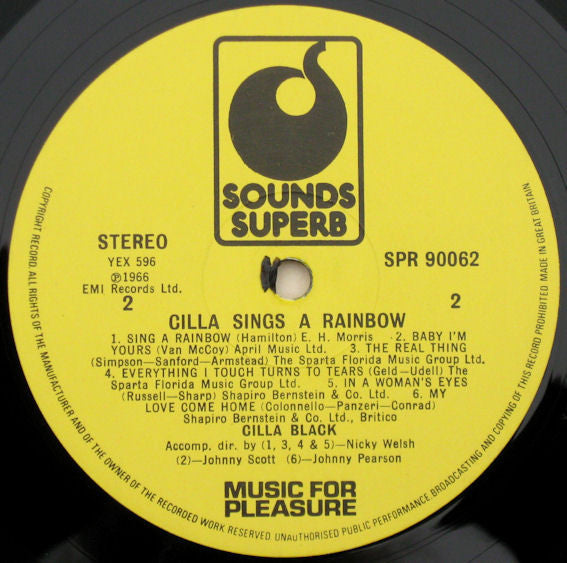 SOUNDS
SUPERB
STEREO
YEX 596
℗1966
EMI Records Ltd.
2
SPR 90062
2
CILLA SINGS A RAINBOW
1. SING A RAINBOW (Hamilton) E. H. Morris · 2. BABY I'M
YOURS (Van McCoy) April Music Ltd. 3. THE REAL THING
(Simpson—Sanford—Armstead) The Sparta Florida Music Group Ltd.
4. EVERYTHING I TOUCH TURNS TO TEARS (Geld—Udell) The
Sparta Florida Music Group Ltd. 5. IN A WOMAN'S EYES
(Russell—Sharp) Shapiro Bernstein & Co. Ltd. 6. MY
LOVE COME HOME (Colonnello—Panzeri—Conrad)
Shapiro Bernstein & Co. Ltd., Britico
CILLA BLACK
Accomp. dir. by (1, 3, 4 & 5)—Nicky Welsh
(2)—Johnny Scott (6)—Johnny Pearson
MUSIC FOR
PLEASURE
COPYRIGHT RECORD. ALL RIGHTS OF THE MANUFACTURER AND OF THE OWNER OF THE RECORDED WORK RESERVED. UNAUTHORISED PUBLIC PERFORMANCE BROADCASTING AND COPYING OF THIS RECORD PROHIBITED. MADE IN GREAT BRITAIN